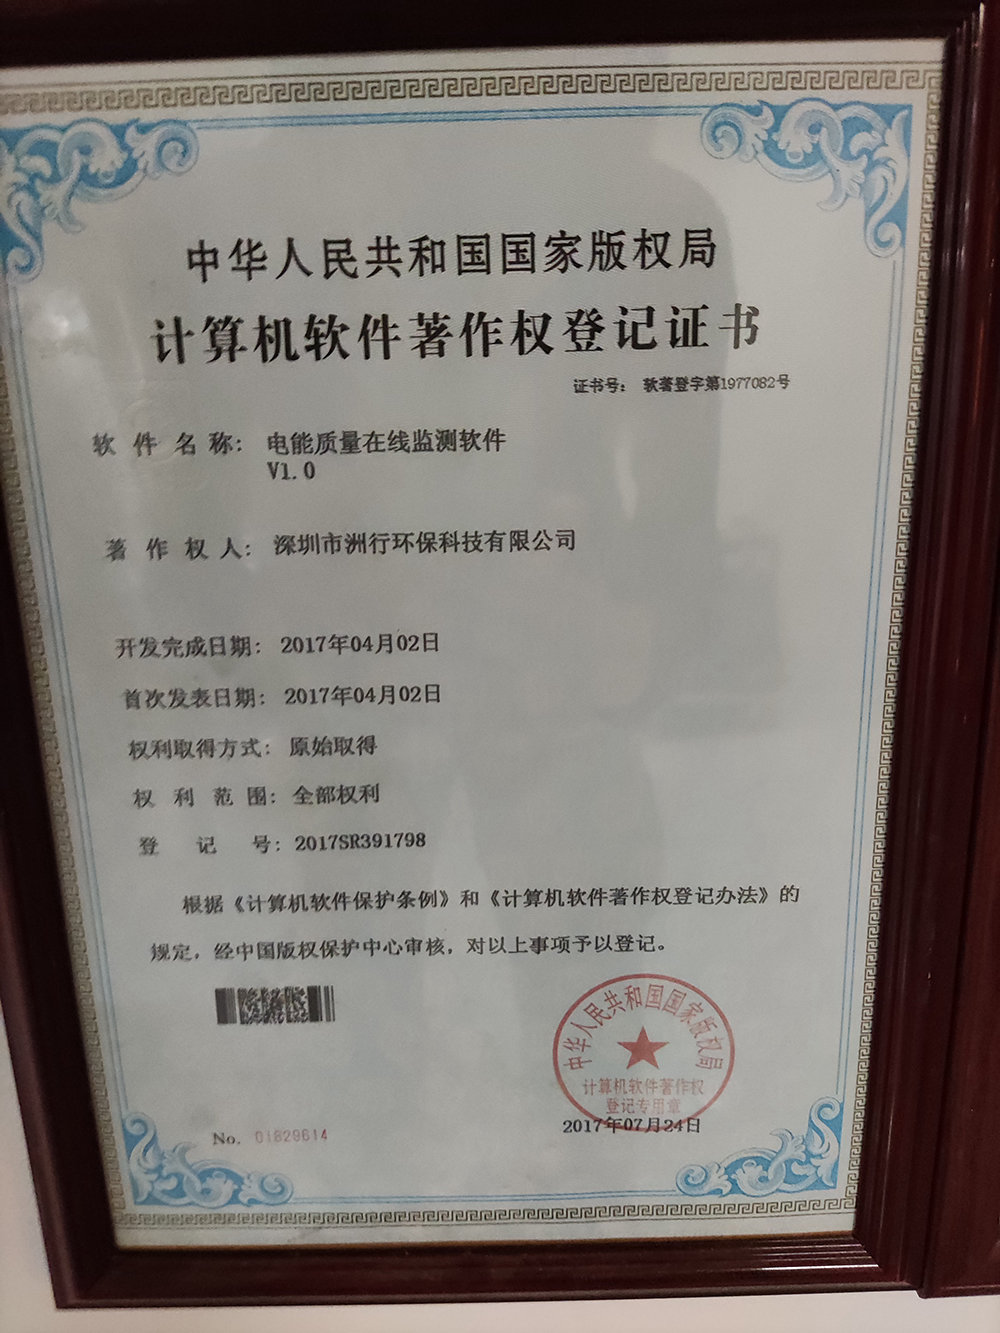 中华人民共和国国家版权局
计算机软件著作权登记证书
证书号： 软著登字第1977082号
软件名称： 电能质量在线监测软件
V1.0
著作权人： 深圳市洲行环保科技有限公司
开发完成日期： 2017年04月02日
首次发表日期： 2017年04月02日
权利取得方式： 原始取得
权利范围： 全部权利
登记号： 2017SR391798
根据《计算机软件保护条例》和《计算机软件著作权登记办法》的
规定，经中国版权保护中心审核，对以上事项予以登记。
中华人民共和国国家版权局
计算机软件著作权
登记专用章
2017年07月24日
No. 01829614